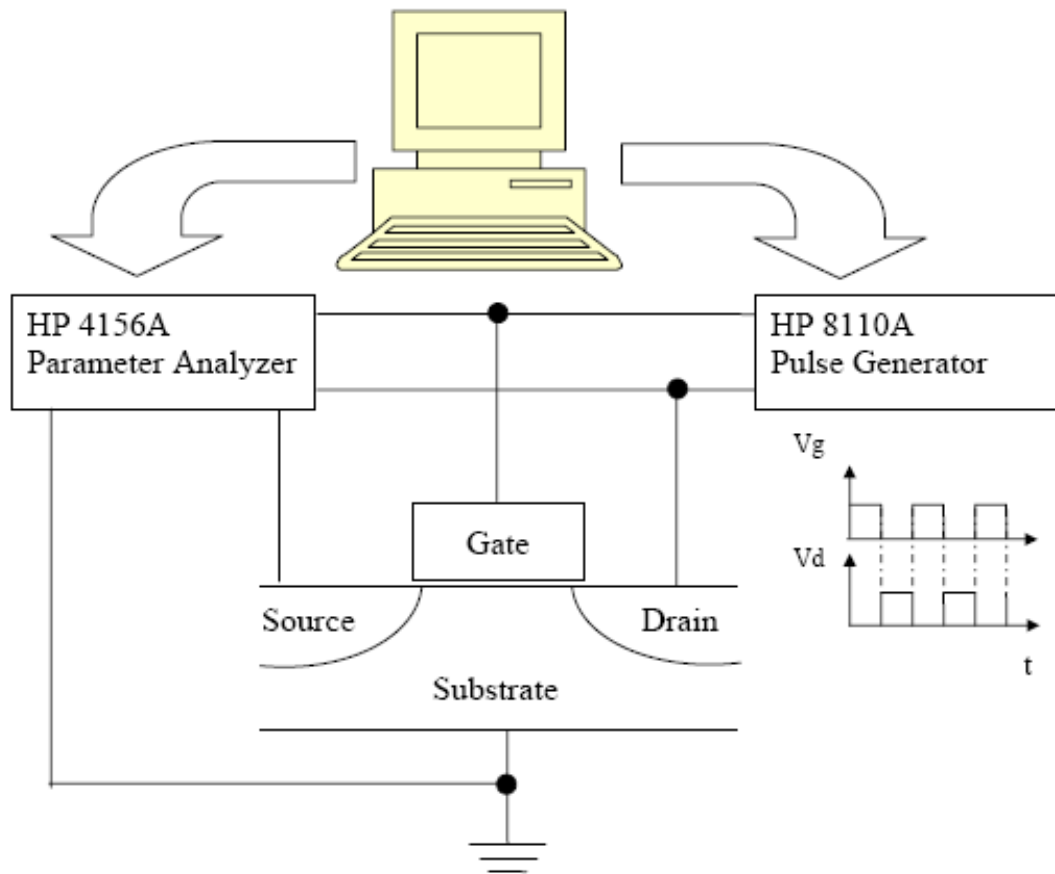 HP 4156A
Parameter Analyzer
HP 8110A
Pulse Generator
Vg
Vd
t
Gate
Source
Drain
Substrate